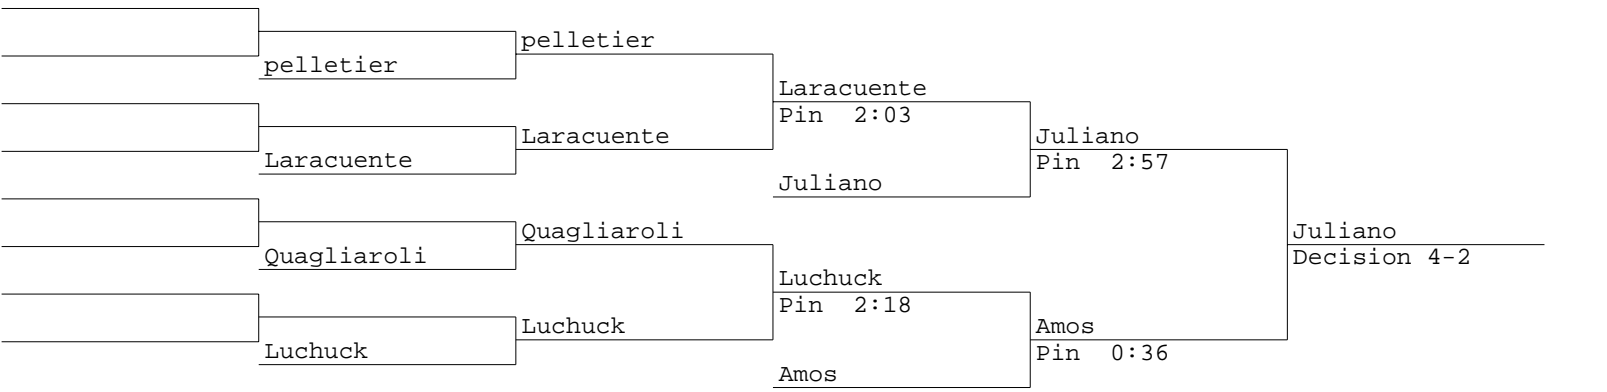 pelletier
pelletier
Laracuente
Pin 2:03
Laracuente
Laracuente
Juliano
Pin 2:57
Juliano
Quagliaroli
Quagliaroli
Juliano
Decision 4-2
Luchuck
Pin 2:18
Luchuck
Luchuck
Amos
Pin 0:36
Amos